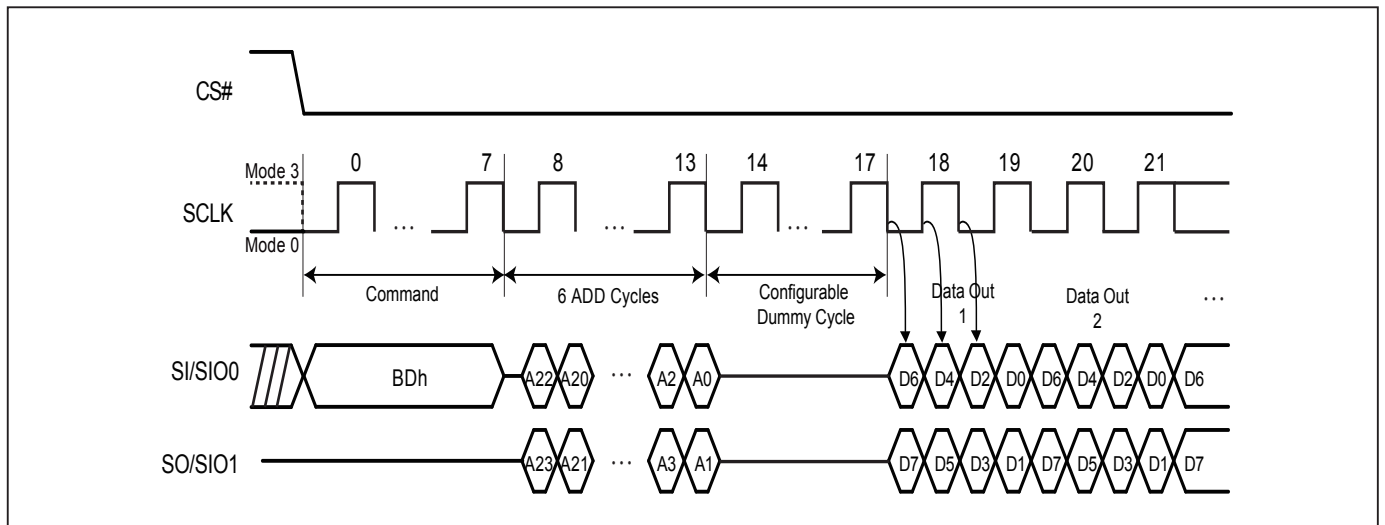 CS#
Mode 3 0 7 8 13 14 17 18 19 20 21
SCLK
... ... ...
Mode 0
Command 6 ADD Cycles Configurable Dummy Cycle Data Out 1 Data Out 2 ...
SI/SIO0 BDh A22 A20 ... A2 A0 D6 D4 D2 D0 D6 D4 D2 D0 D6
SO/SIO1 A23 A21 ... A3 A1 D7 D5 D3 D1 D7 D5 D3 D1 D7